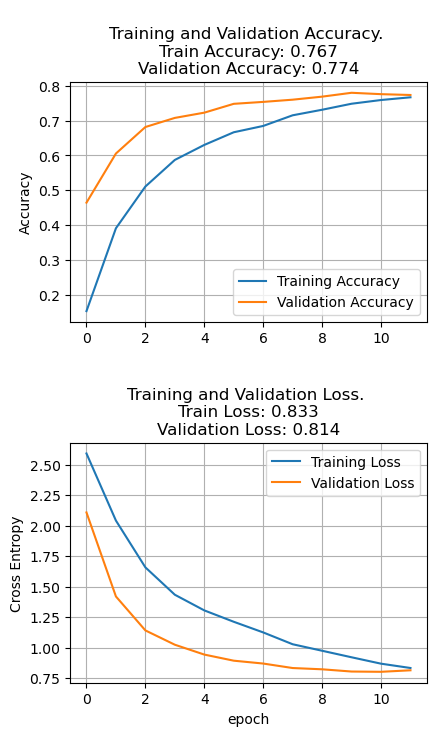 Training and Validation Accuracy.
Train Accuracy: 0.767
Validation Accuracy: 0.774
0.8
0.7
0.6
0.5
0.4
0.3
0.2
Accuracy
Training Accuracy
Validation Accuracy
0 2 4 6 8 10
Training and Validation Loss.
Train Loss: 0.833
Validation Loss: 0.814
2.50
2.25
2.00
1.75
1.50
1.25
1.00
0.75
Cross Entropy
Training Loss
Validation Loss
0 2 4 6 8 10
epoch